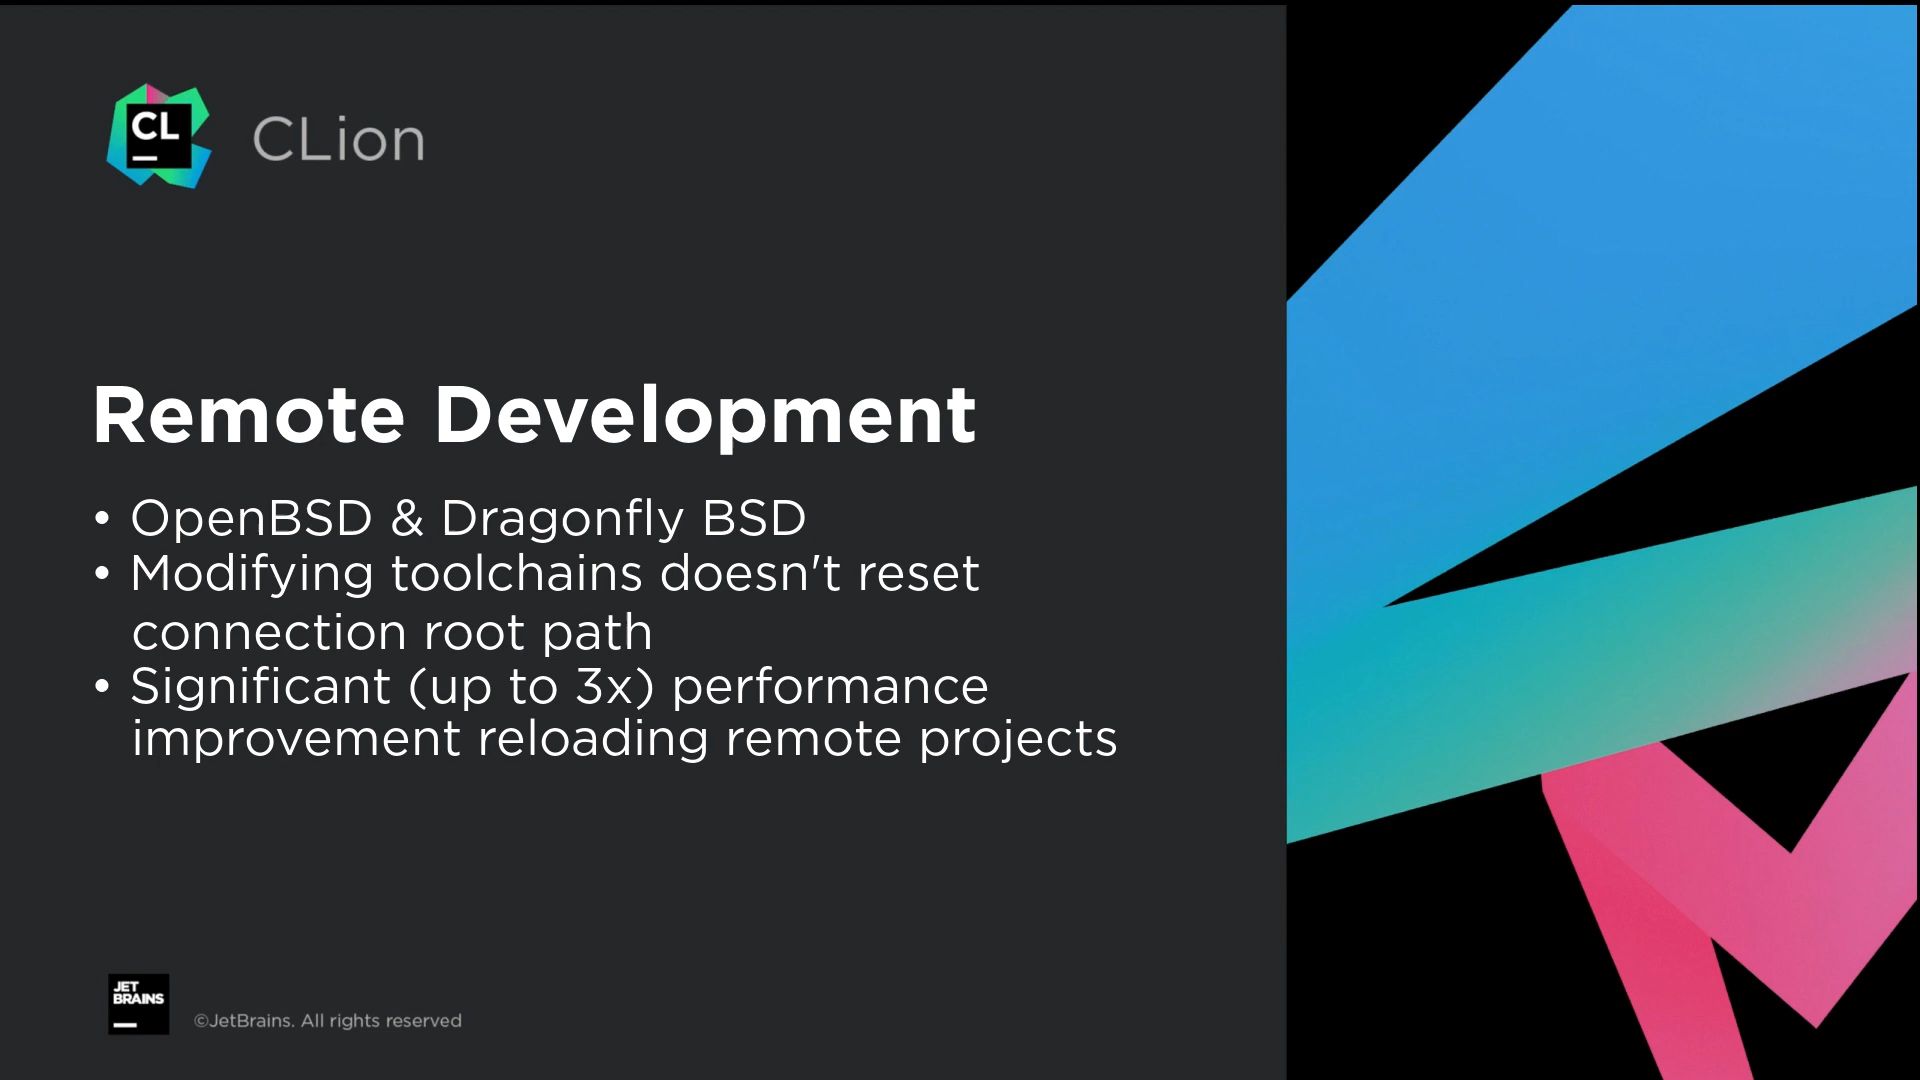 CL
CLion
Remote Development
• OpenBSD & Dragonfly BSD
• Modifying toolchains doesn't reset
connection root path
• Significant (up to 3x) performance
improvement reloading remote projects
JET
BRAINS
©JetBrains. All rights reserved